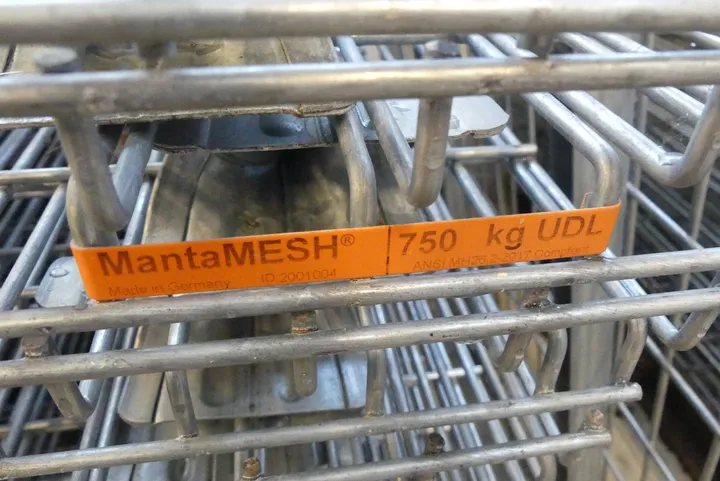 MantaMESH® 750 kg UDL
Made in Germany ID 2001004 ANSI MH26.2-2017 Compliant